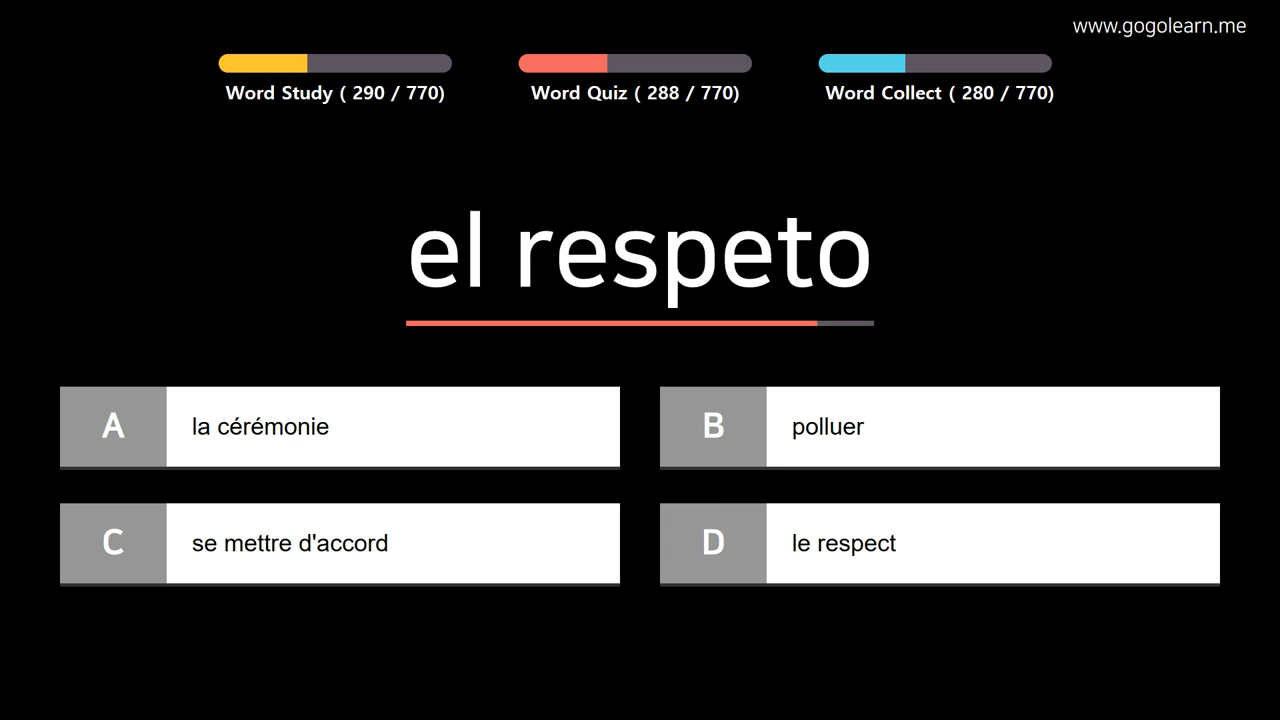 www.gogolearn.me
Word Study ( 290 / 770)
Word Quiz ( 288 / 770)
Word Collect ( 280 / 770)
el respeto
A
la cérémonie
B
polluer
C
se mettre d'accord
D
le respect